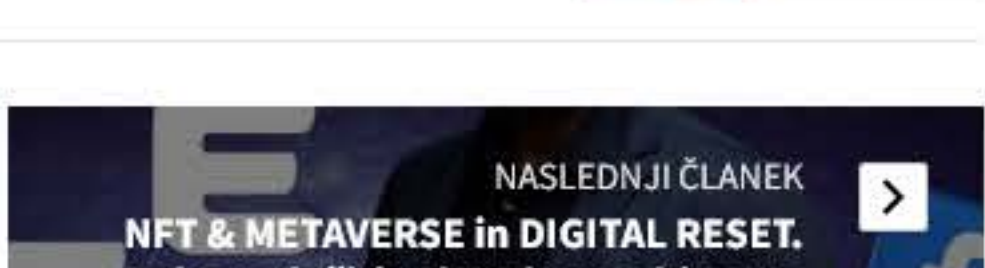 NASLEDNJI ČLANEK
NFT & METAVERSE in DIGITAL RESET.